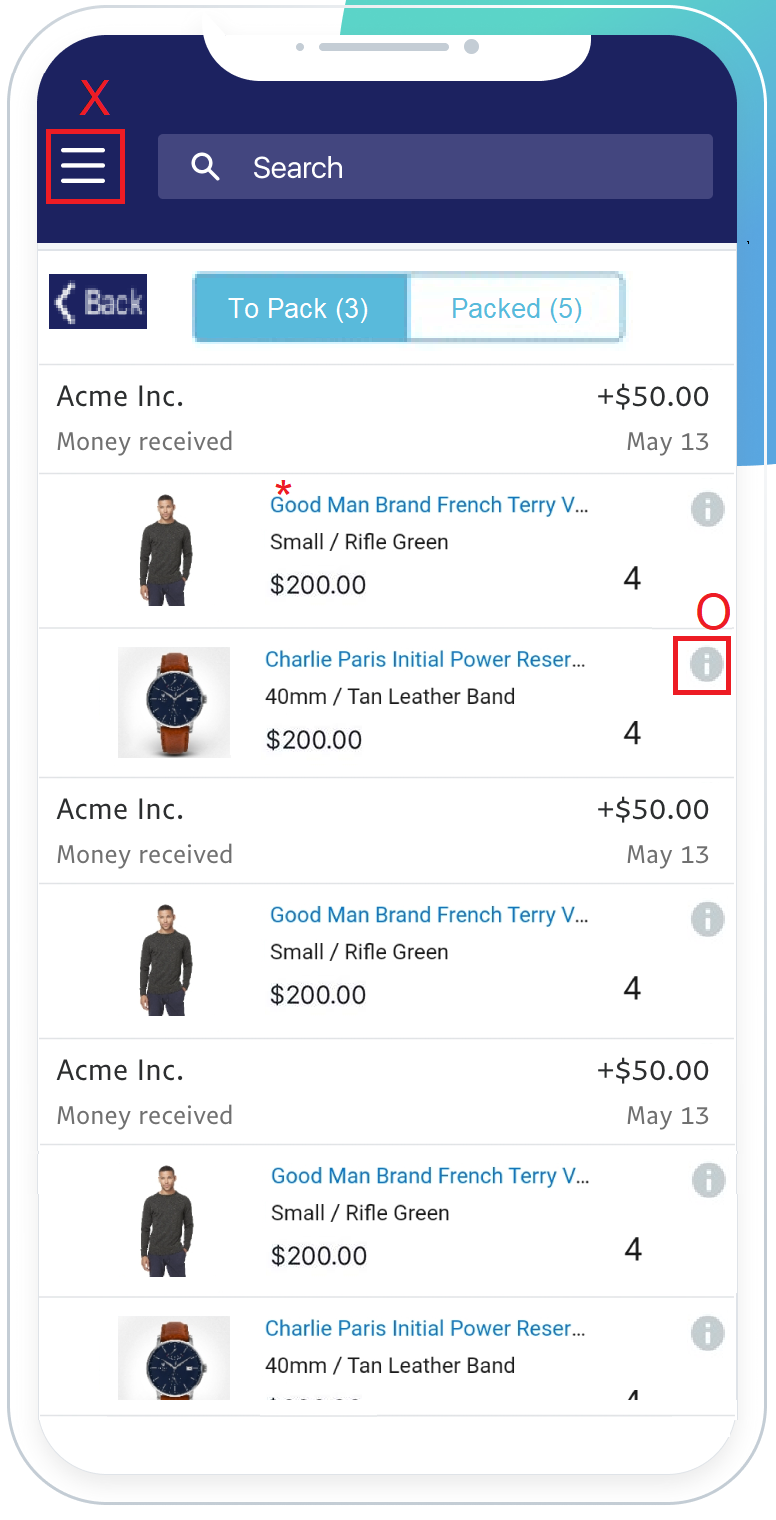 X
Search
Back
To Pack (3) Packed (5)
Acme Inc. +$50.00
Money received May 13
*
Good Man Brand French Terry V...
Small / Rifle Green
$200.00 4
O
Charlie Paris Initial Power Reser...
40mm / Tan Leather Band
$200.00 4
Acme Inc. +$50.00
Money received May 13
Good Man Brand French Terry V...
Small / Rifle Green
$200.00 4
Acme Inc. +$50.00
Money received May 13
Good Man Brand French Terry V...
Small / Rifle Green
$200.00 4
Charlie Paris Initial Power Reser...
40mm / Tan Leather Band